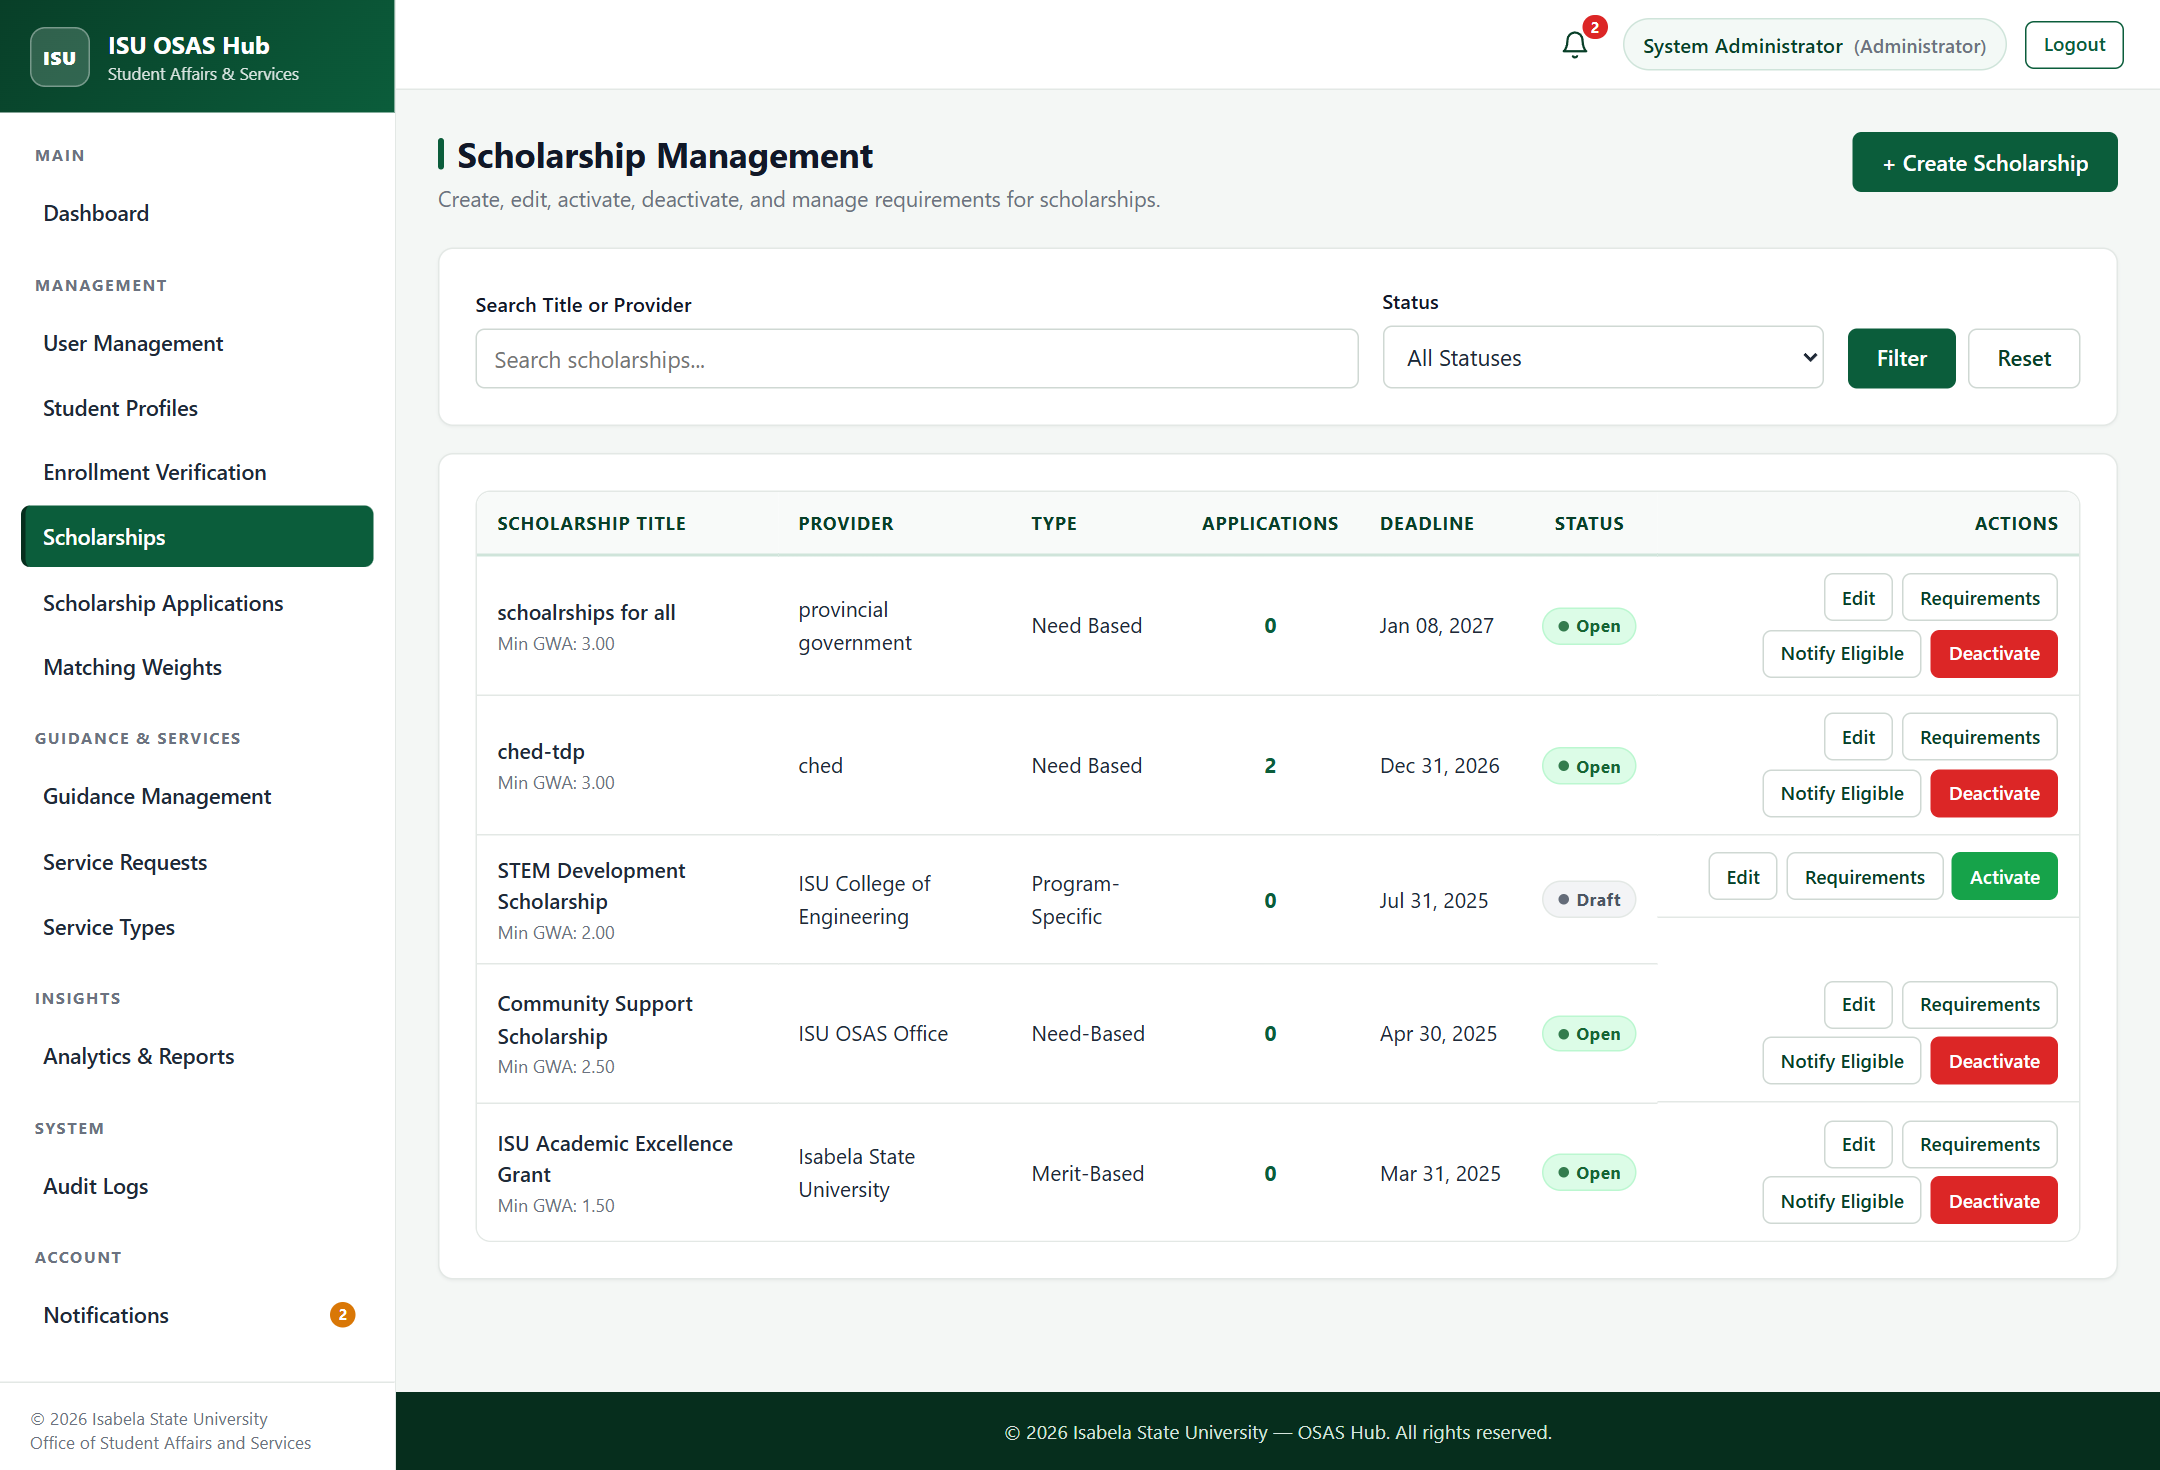 ISU
ISU OSAS Hub
Student Affairs & Services
MAIN
Dashboard
MANAGEMENT
User Management
Student Profiles
Enrollment Verification
Scholarships
Scholarship Applications
Matching Weights
GUIDANCE & SERVICES
Guidance Management
Service Requests
Service Types
INSIGHTS
Analytics & Reports
SYSTEM
Audit Logs
ACCOUNT
Notifications 2
© 2026 Isabela State University
Office of Student Affairs and Services
2
System Administrator (Administrator)
Logout
Scholarship Management
Create, edit, activate, deactivate, and manage requirements for scholarships.
+ Create Scholarship
Search Title or Provider
Search scholarships...
Status
All Statuses
Filter
Reset
SCHOLARSHIP TITLE PROVIDER TYPE APPLICATIONS DEADLINE STATUS ACTIONS
schoalrships for all
Min GWA: 3.00
provincial
government
Need Based
0
Jan 08, 2027
Open
Edit Requirements
Notify Eligible Deactivate
ched-tdp
Min GWA: 3.00
ched
Need Based
2
Dec 31, 2026
Open
Edit Requirements
Notify Eligible Deactivate
STEM Development
Scholarship
Min GWA: 2.00
ISU College of
Engineering
Program-
Specific
0
Jul 31, 2025
Draft
Edit Requirements Activate
Community Support
Scholarship
Min GWA: 2.50
ISU OSAS Office
Need-Based
0
Apr 30, 2025
Open
Edit Requirements
Notify Eligible Deactivate
ISU Academic Excellence
Grant
Min GWA: 1.50
Isabela State
University
Merit-Based
0
Mar 31, 2025
Open
Edit Requirements
Notify Eligible Deactivate
© 2026 Isabela State University — OSAS Hub. All rights reserved.